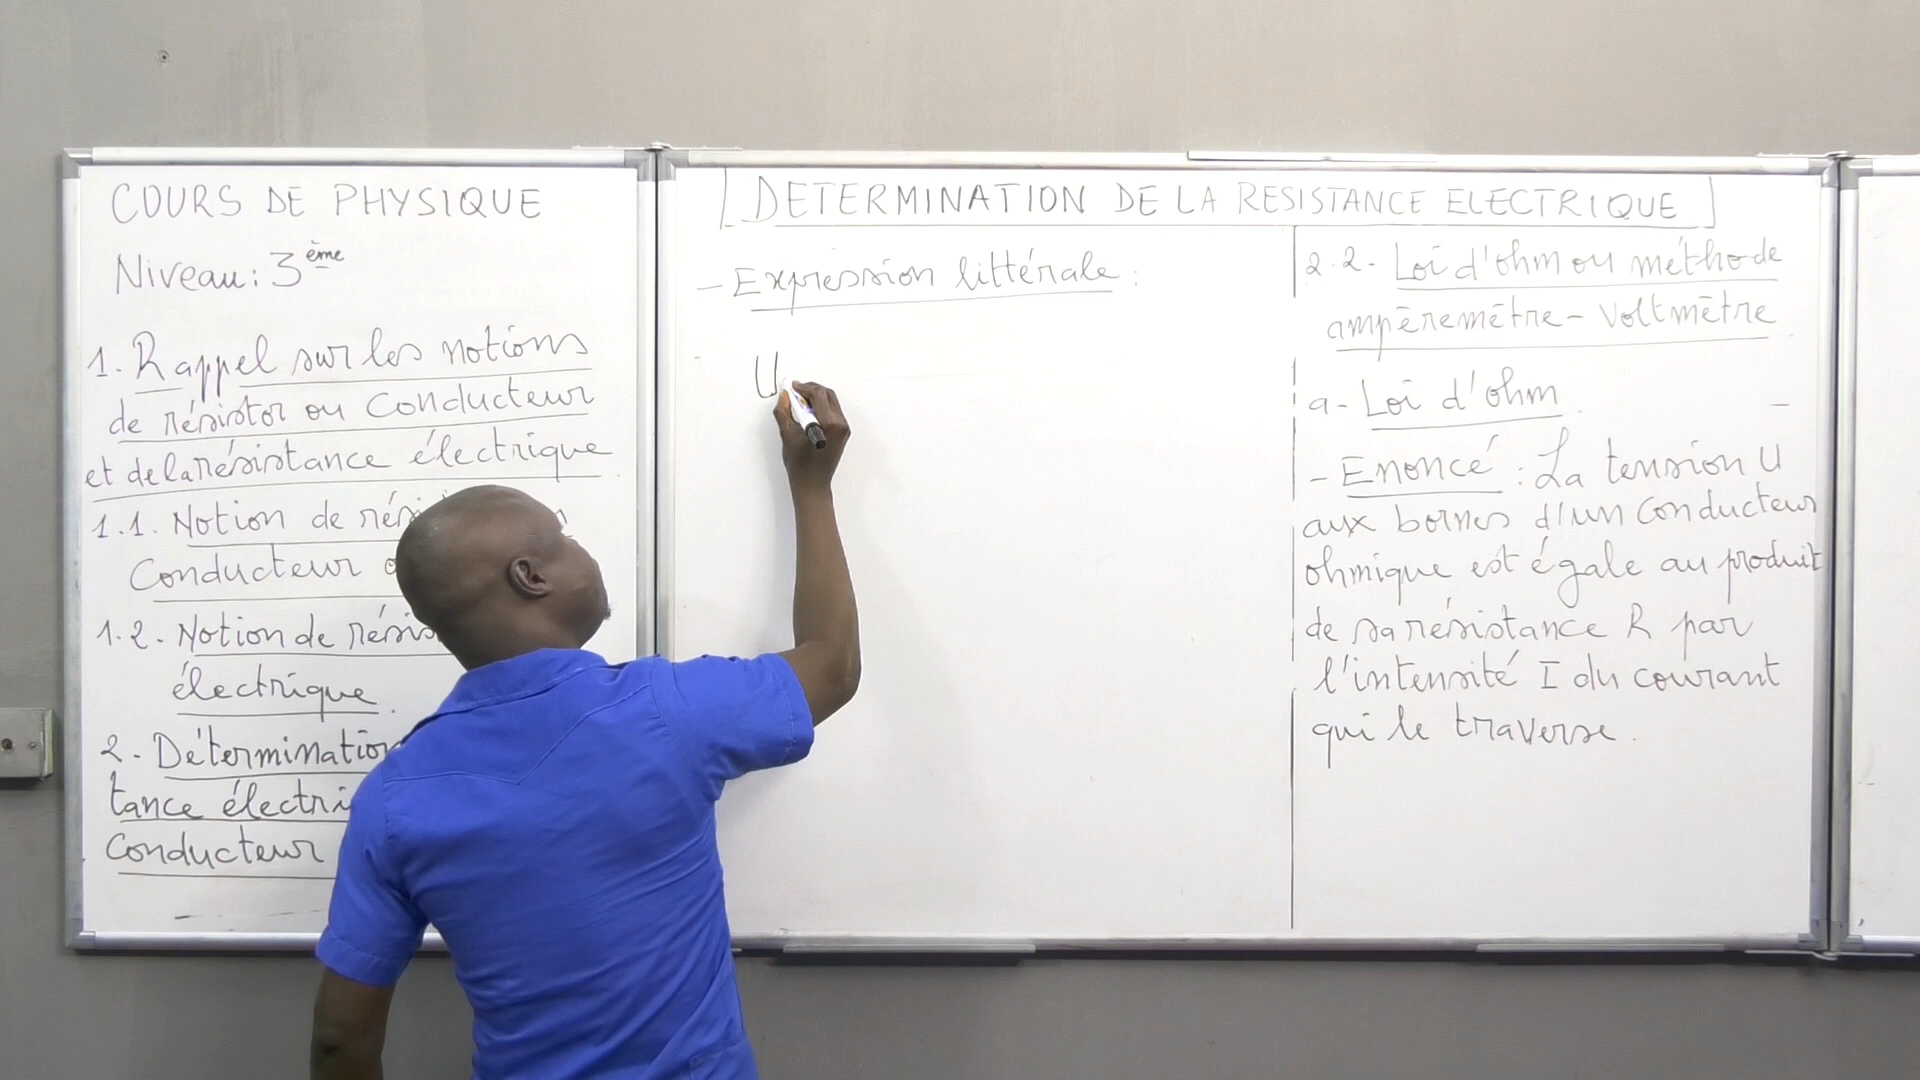 COURS DE PHYSIQUE
Niveau : 3ème
1. Rappel sur les notions
de résistor ou conducteur
et de la résistance électrique
1.1. Notion de
Conducteur
1.2. Notion de
électrique.
2. Détermination
tance
conducteur
DETERMINATION DE LA RESISTANCE ELECTRIQUE
- Expression littérale :
U
2.2. Loi d'ohm ou méthode
ampèremètre - Voltmètre.
a- Loi d'ohm.
- Enoncé : La tension U
aux bornes d'un conducteur
ohmique est égale au produit
de sa résistance R par
l'intensité I du courant
qui le traverse.